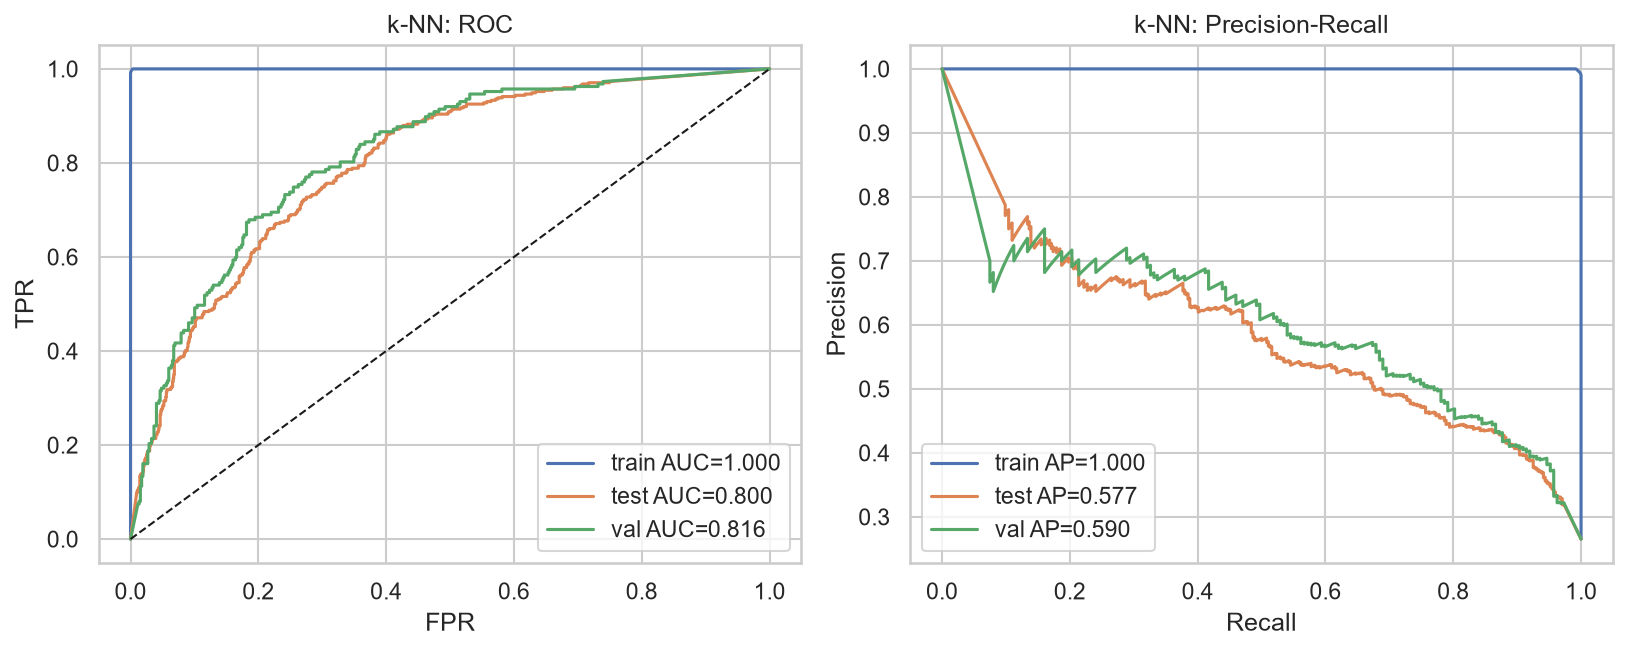 k-NN: ROC
TPR
1.0
0.8
0.6
0.4
0.2
0.0
train AUC=1.000
test AUC=0.800
val AUC=0.816
0.0 0.2 0.4 0.6 0.8 1.0
FPR
k-NN: Precision-Recall
Precision
1.0
0.9
0.8
0.7
0.6
0.5
0.4
0.3
train AP=1.000
test AP=0.577
val AP=0.590
0.0 0.2 0.4 0.6 0.8 1.0
Recall